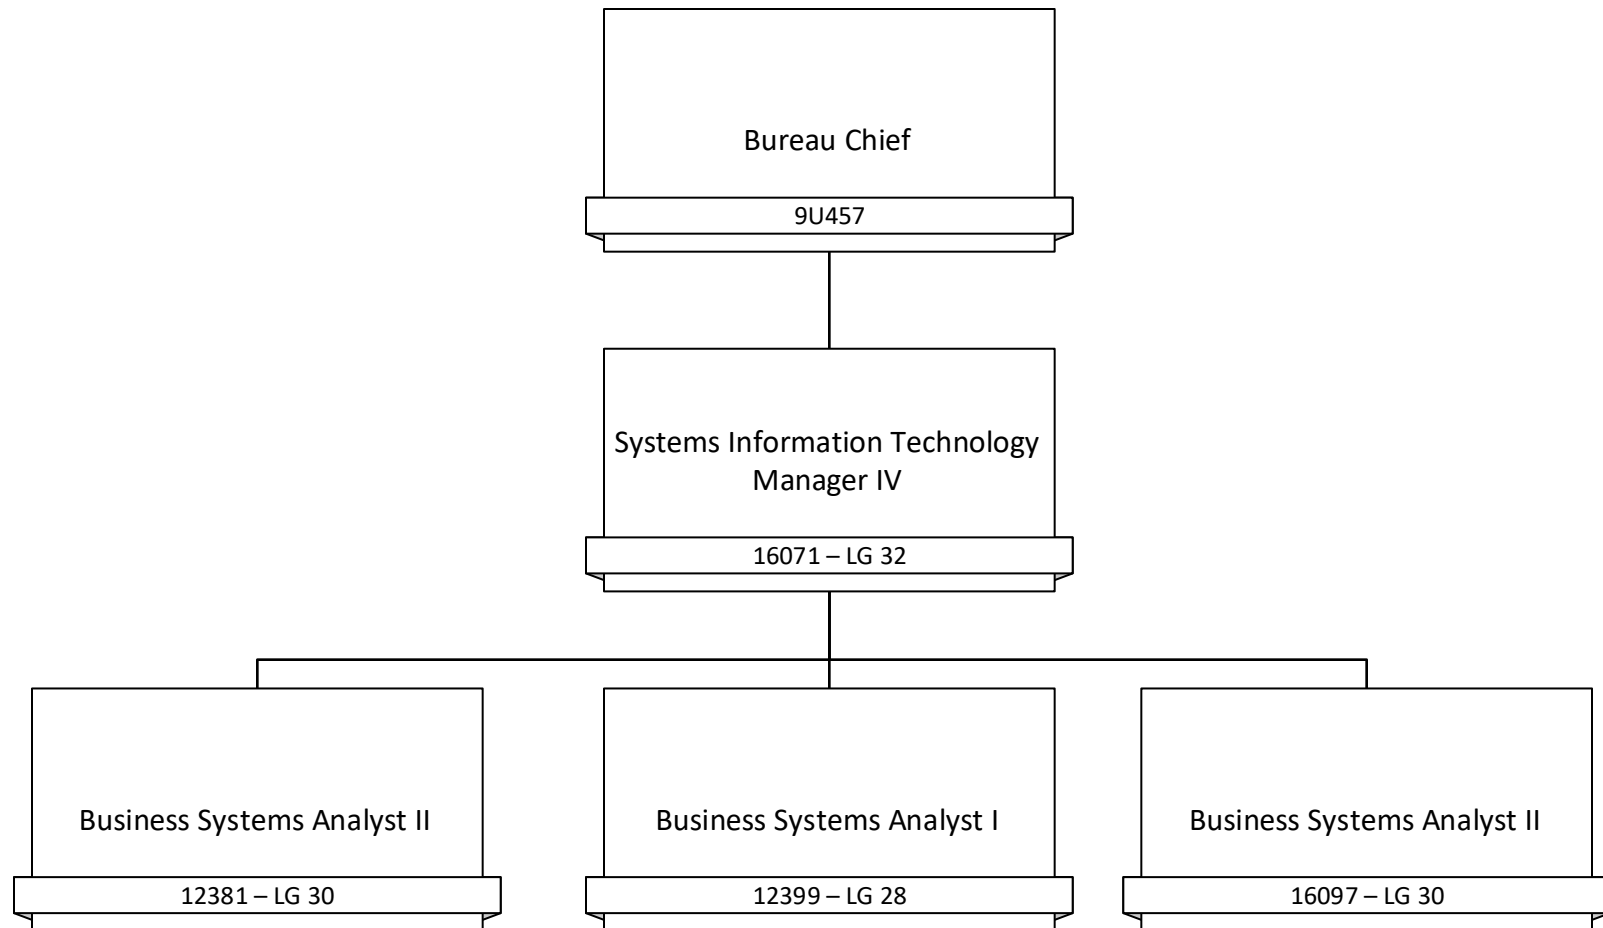 Bureau Chief
9U457
Systems Information Technology
Manager IV
16071 – LG 32
Business Systems Analyst II
12381 – LG 30
Business Systems Analyst I
12399 – LG 28
Business Systems Analyst II
16097 – LG 30